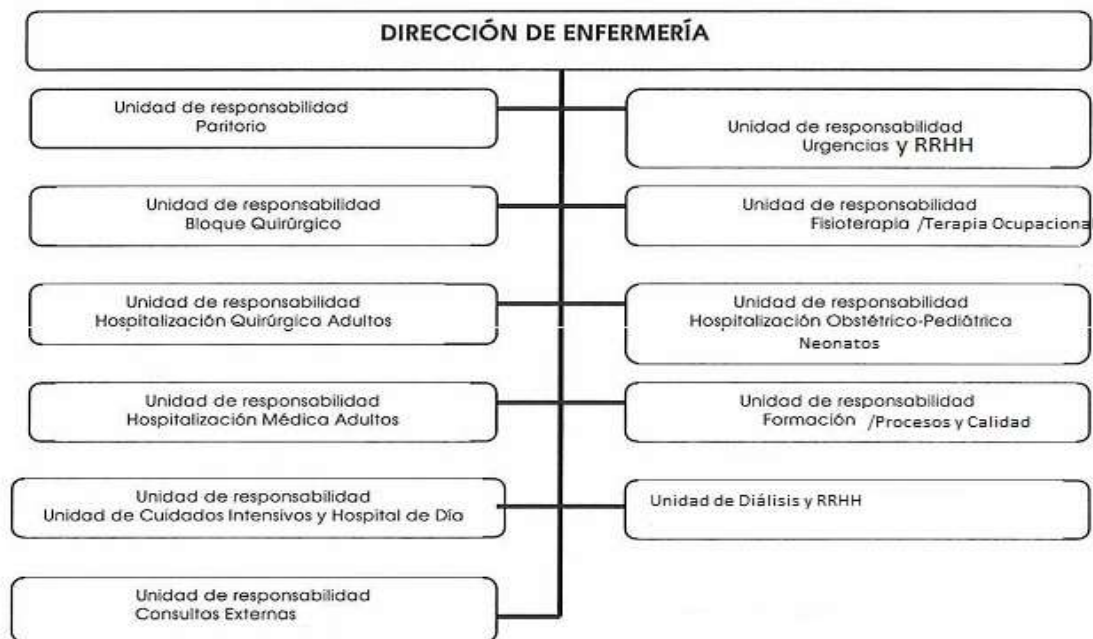 DIRECCIÓN DE ENFERMERÍA
Unidad de responsabilidad
Paritorio
Unidad de responsabilidad
Urgencias y RRHH
Unidad de responsabilidad
Bloque Quirúrgico
Unidad de responsabilidad
Fisioterapia /Terapia Ocupacional
Unidad de responsabilidad
Hospitalización Quirúrgica Adultos
Unidad de responsabilidad
Hospitalización Obstétrico-Pediátrica
Neonatos
Unidad de responsabilidad
Hospitalización Médica Adultos
Unidad de responsabilidad
Formación /Procesos y Calidad
Unidad de responsabilidad
Unidad de Cuidados Intensivos y Hospital de Día
Unidad de Diálisis y RRHH
Unidad de responsabilidad
Consultas Externas